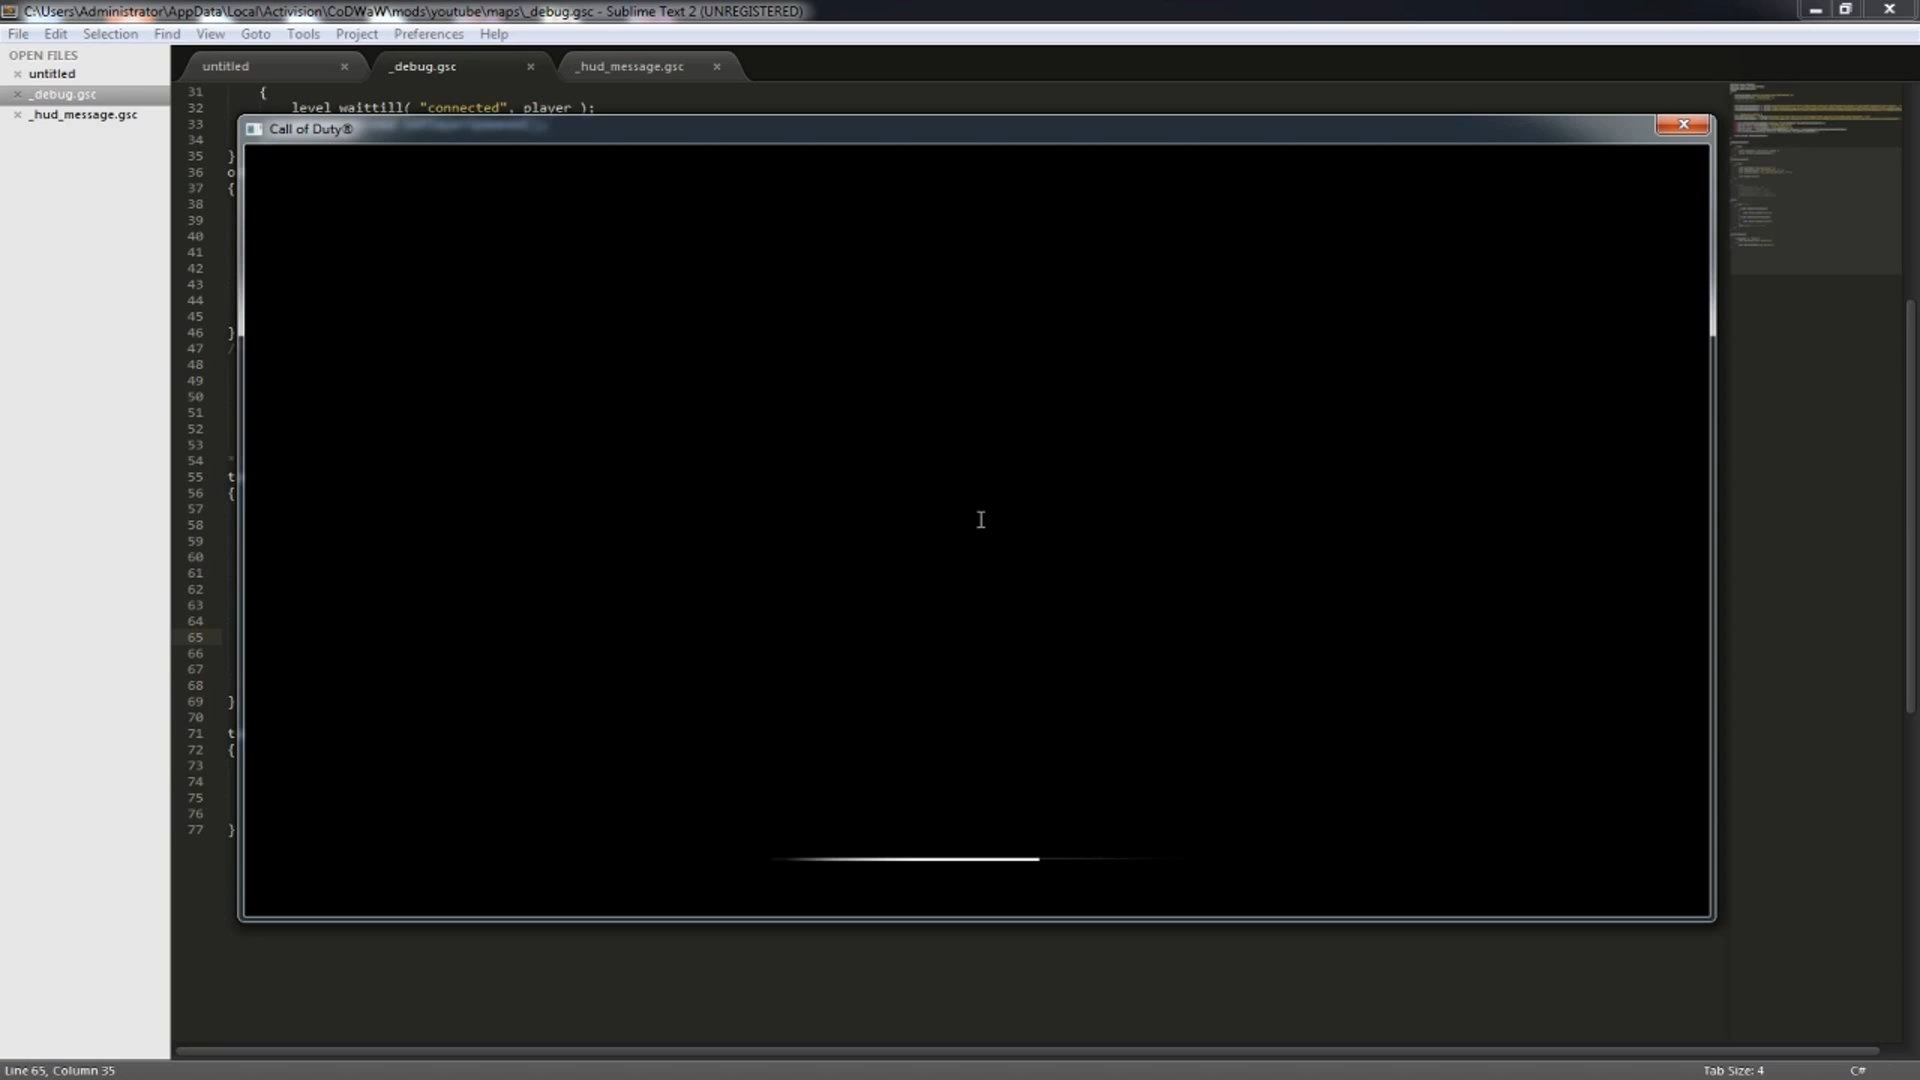 C:\Users\Administrator\AppData\Local\Activision\CoDWaW\mods\youtube\maps\_debug.gsc - Sublime Text 2 (UNREGISTERED)
File Edit Selection Find View Goto Tools Project Preferences Help
OPEN FILES
untitled
_debug.gsc
_hud_message.gsc
untitled _debug.gsc _hud_message.gsc
31 {
32 level waittill( "connected", player );
33
34
35 }
36 o
37 {
38
39
40
41
42
43
44
45
46 }
47 /
48
49
50
51
52
53
54 *
55 t
56 {
57
58
59
60
61
62
63
64
65
66
67
68
69 }
70
71 t
72 {
73
74
75
76
77 }
Call of Duty®
Line 65, Column 35
Tab Size: 4
C#